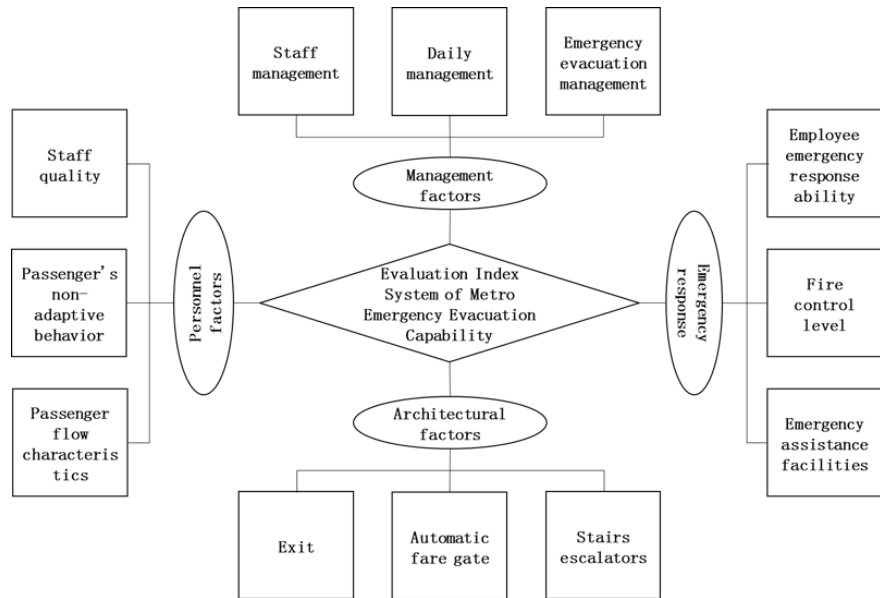 Staff
management
Daily
management
Emergency
evacuation
management
Management
factors
Staff
quality
Passenger's
non-
adaptive
behavior
Passenger
flow
characteris
tics
Personnel
factors
Evaluation Index
System of Metro
Emergency Evacuation
Capability
Emergency
response
Employee
emergency
response
ability
Fire
control
level
Emergency
assistance
facilities
Architectural
factors
Exit
Automatic
fare gate
Stairs
escalators